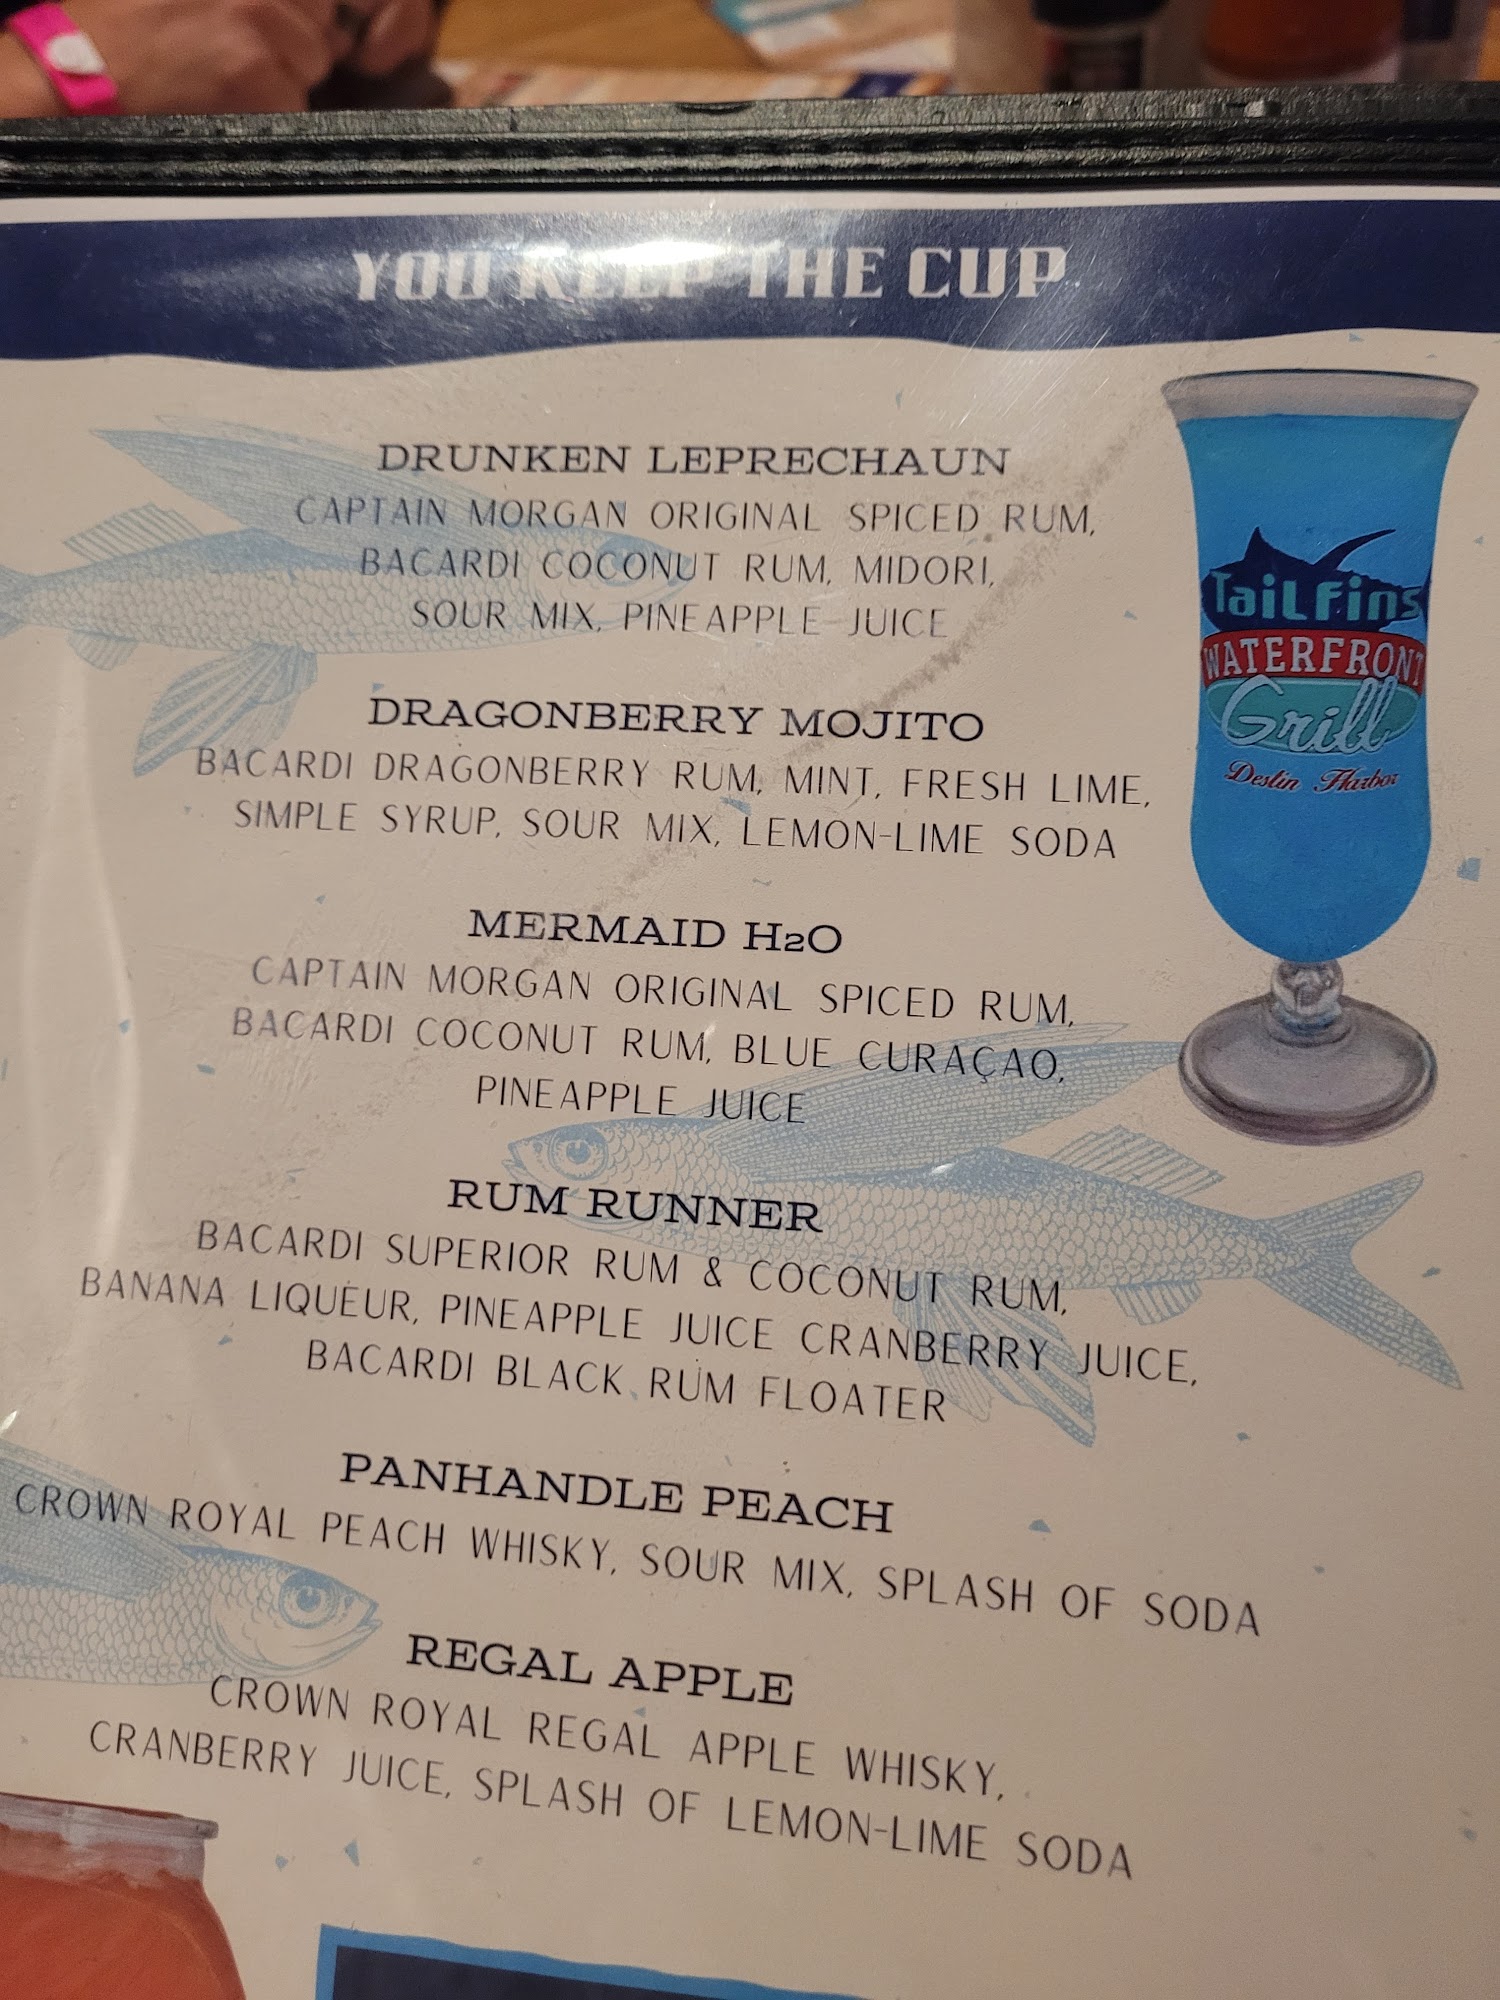 YOU KEEP THE CUP
DRUNKEN LEPRECHAUN
CAPTAIN MORGAN ORIGINAL SPICED RUM,
BACARDI COCONUT RUM, MIDORI,
SOUR MIX, PINEAPPLE JUICE
DRAGONBERRY MOJITO
BACARDI DRAGONBERRY RUM, MINT, FRESH LIME,
SIMPLE SYRUP, SOUR MIX, LEMON-LIME SODA
MERMAID H2O
CAPTAIN MORGAN ORIGINAL SPICED RUM,
BACARDI COCONUT RUM, BLUE CURAÇAO,
PINEAPPLE JUICE
RUM RUNNER
BACARDI SUPERIOR RUM & COCONUT RUM,
BANANA LIQUEUR, PINEAPPLE JUICE CRANBERRY JUICE,
BACARDI BLACK RUM FLOATER
PANHANDLE PEACH
CROWN ROYAL PEACH WHISKY, SOUR MIX, SPLASH OF SODA
REGAL APPLE
CROWN ROYAL REGAL APPLE WHISKY,
CRANBERRY JUICE, SPLASH OF LEMON-LIME SODA
TailFins
WATERFRONT
Grill
Destin Harbor